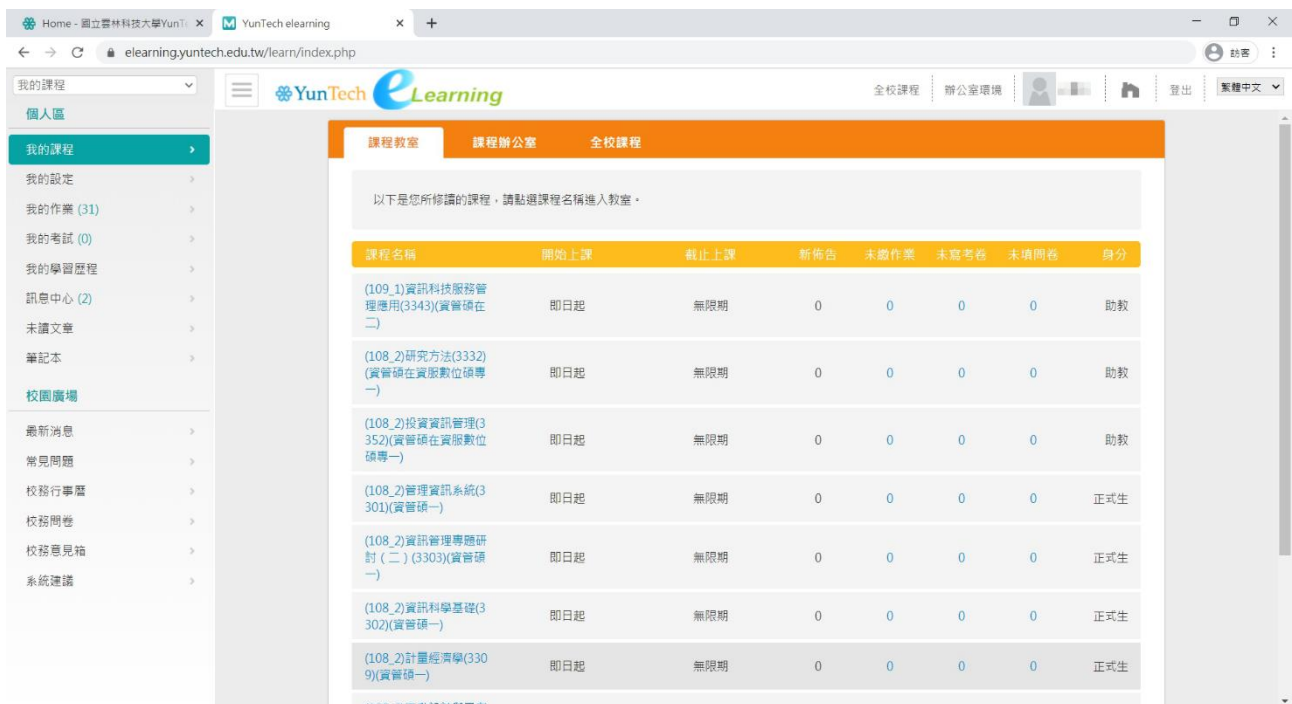 Home - 國立雲林科技大學YunT
YunTech elearning
elearning.yuntech.edu.tw/learn/index.php
訪客
我的課程
YunTech eLearning
全校課程
辦公室環境
登出
繁體中文
個人區
我的課程
我的設定
我的作業 (31)
我的考試 (0)
我的學習歷程
訊息中心 (2)
未讀文章
筆記本
校園廣場
最新消息
常見問題
校務行事曆
校務問卷
校務意見箱
系統建議
課程教室 課程辦公室 全校課程
以下是您所修讀的課程，請點選課程名稱進入教室。
課程名稱 開始上課 截止上課 新佈告 未繳作業 未寫考卷 未填問卷 身分
(109_1)資訊科技服務管
理應用(3343)(資管碩在 即日起 無限期 0 0 0 0 助教
二)
(108_2)研究方法(3332)
(資管碩在資服數位碩專 即日起 無限期 0 0 0 0 助教
一)
(108_2)投資資訊管理(3
352)(資管碩在資服數位 即日起 無限期 0 0 0 0 助教
碩專一)
(108_2)管理資訊系統(3
301)(資管碩一) 即日起 無限期 0 0 0 0 正式生
(108_2)資訊管理專題研
討 ( 二 ) (3303)(資管碩 即日起 無限期 0 0 0 0 正式生
一)
(108_2)資訊科學基礎(3
302)(資管碩一) 即日起 無限期 0 0 0 0 正式生
(108_2)計量經濟學(330
9)(資管碩一) 即日起 無限期 0 0 0 0 正式生